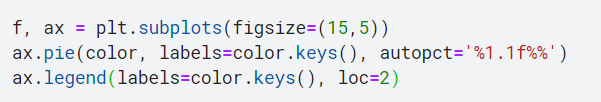 f, ax = plt.subplots(figsize=(15,5))
ax.pie(color, labels=color.keys(), autopct='%1.1f%%')
ax.legend(labels=color.keys(), loc=2)